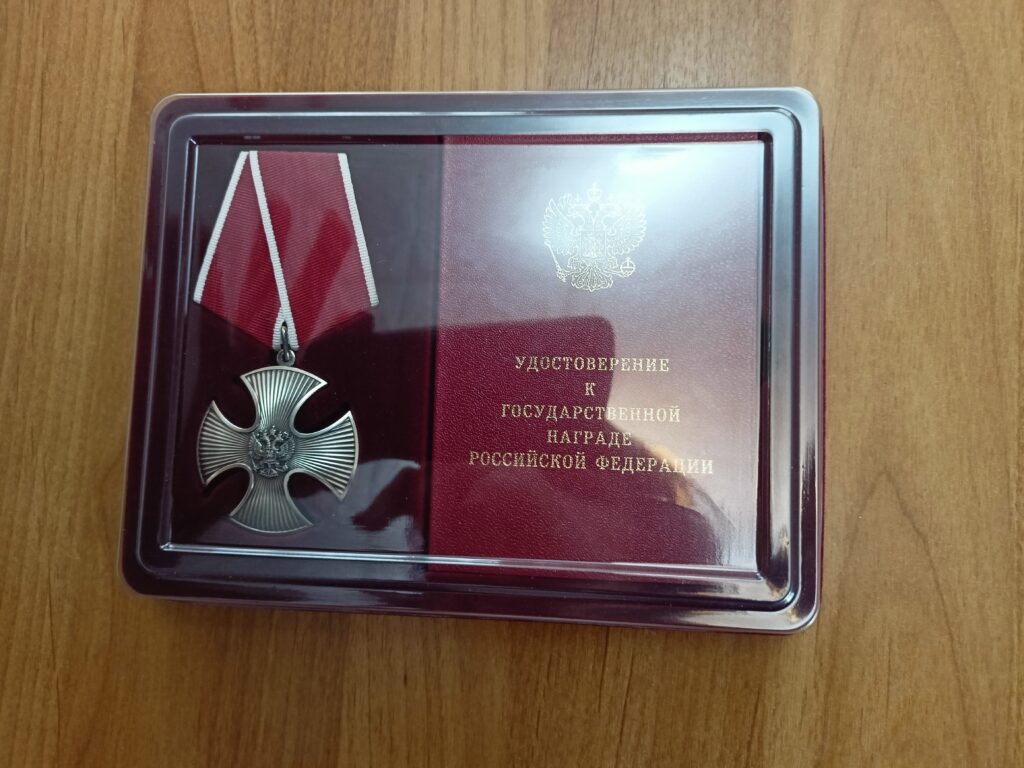 УДОСТОВЕРЕНИЕ
К
ГОСУДАРСТВЕННОЙ
НАГРАДЕ
РОССИЙСКОЙ ФЕДЕРАЦИИ